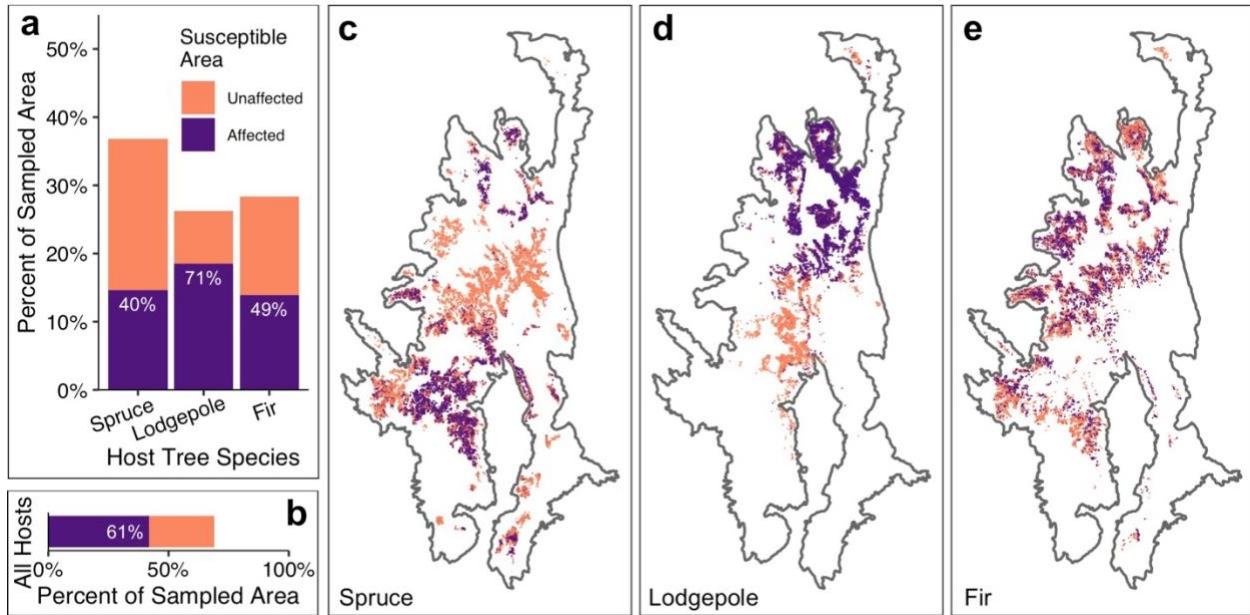 a
Susceptible
Area
Unaffected
Affected
50%
40%
30%
20%
10%
0%
Percent of Sampled Area
40%
71%
49%
Spruce
Lodgepole
Fir
Host Tree Species
b
All Hosts
61%
0%
50%
100%
Percent of Sampled Area
c
Spruce
d
Lodgepole
e
Fir